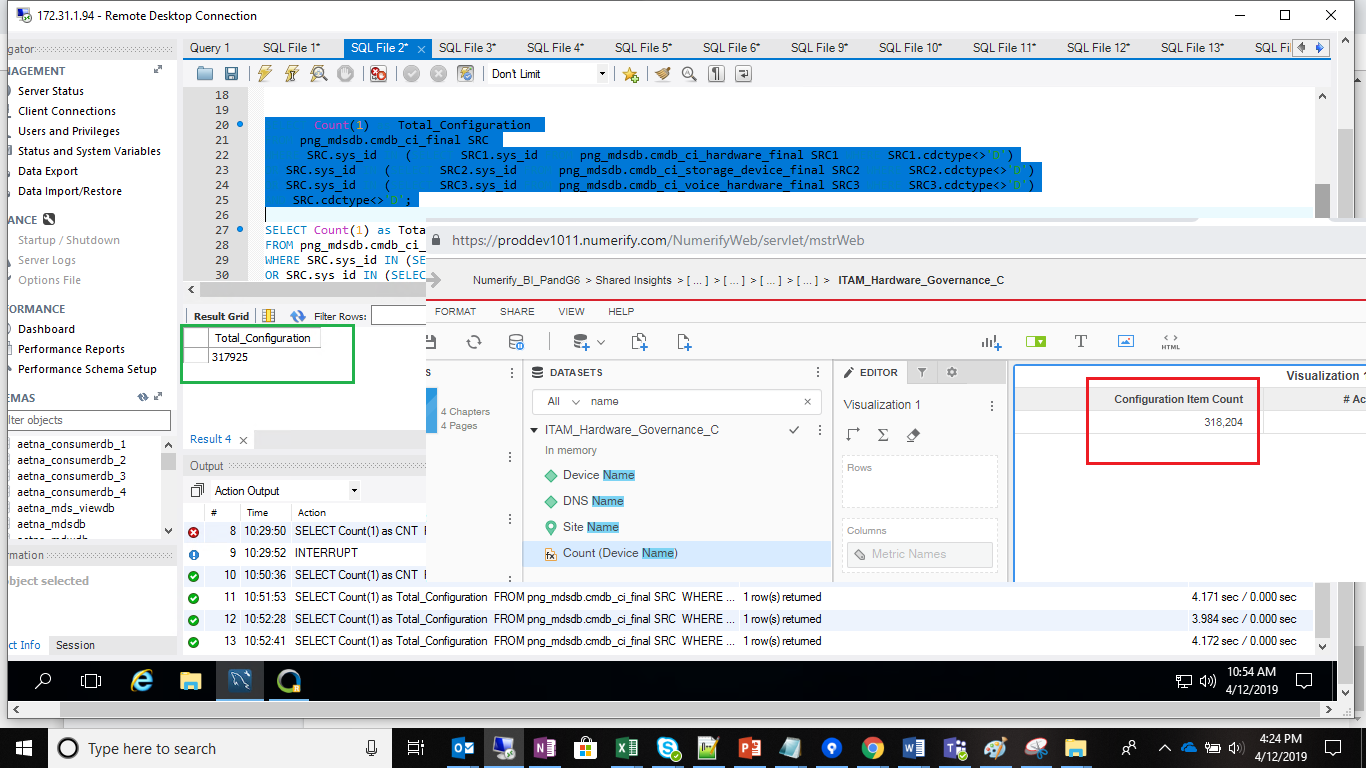 172.31.1.94 - Remote Desktop Connection
gator
Query 1 SQL File 1* SQL File 2* SQL File 3* SQL File 4* SQL File 5* SQL File 6* SQL File 9* SQL File 10* SQL File 11* SQL File 12* SQL File 13* SQL Fi
NAGEMENT
Server Status
Client Connections
Users and Privileges
Status and System Variables
Data Export
Data Import/Restore
ANCE
Startup / Shutdown
Server Logs
Options File
FORMANCE
Dashboard
Performance Reports
Performance Schema Setup
EMAS
ilter objects
aetna_consumerdb_1
aetna_consumerdb_2
aetna_consumerdb_3
aetna_consumerdb_4
aetna_mds_viewdb
aetna_mdsdb
rmation
object selected
ct Info Session
Don't Limit
18
19
20 Count(1) Total_Configuration
21 png_mdsdb.cmdb_ci_final SRC
22 SRC.sys_id ( SRC1.sys_id png_mdsdb.cmdb_ci_hardware_final SRC1 SRC1.cdctype<>'D')
23 SRC.sys_id ( SRC2.sys_id png_mdsdb.cmdb_ci_storage_device_final SRC2 SRC2.cdctype<>'D')
24 SRC.sys_id ( SRC3.sys_id png_mdsdb.cmdb_ci_voice_hardware_final SRC3 SRC3.cdctype<>'D')
25 SRC.cdctype<>'D';
26
27 SELECT Count(1) as Tota
28 FROM png_mdsdb.cmdb_ci_
29 WHERE SRC.sys_id IN (SE
30 OR SRC.sys_id IN (SELEC
Result Grid Filter Rows:
Total_Configuration
317925
Result 4
Output
Action Output
# Time Action
8 10:29:50 SELECT Count(1) as CNT
9 10:29:52 INTERRUPT
10 10:50:36 SELECT Count(1) as CNT
11 10:51:53 SELECT Count(1) as Total_Configuration FROM png_mdsdb.cmdb_ci_final SRC WHERE ... 1 row(s) returned 4.171 sec / 0.000 sec
12 10:52:28 SELECT Count(1) as Total_Configuration FROM png_mdsdb.cmdb_ci_final SRC WHERE ... 1 row(s) returned 3.984 sec / 0.000 sec
13 10:52:41 SELECT Count(1) as Total_Configuration FROM png_mdsdb.cmdb_ci_final SRC WHERE ... 1 row(s) returned 4.172 sec / 0.000 sec
https://proddev1011.numerify.com/NumerifyWeb/servlet/mstrWeb
Numerify_BI_PandG6 > Shared Insights > [ ... ] > [ ... ] > [ ... ] > [ ... ] > ITAM_Hardware_Governance_C
FORMAT SHARE VIEW HELP
HTML
S
4 Chapters
4 Pages
DATASETS
All name
ITAM_Hardware_Governance_C
In memory
Device Name
DNS Name
Site Name
Count (Device Name)
EDITOR
Visualization 1
Rows
Columns
Metric Names
Visualization 1
Configuration Item Count # Ac
318,204
10:54 AM
4/12/2019
Type here to search
4:24 PM
4/12/2019